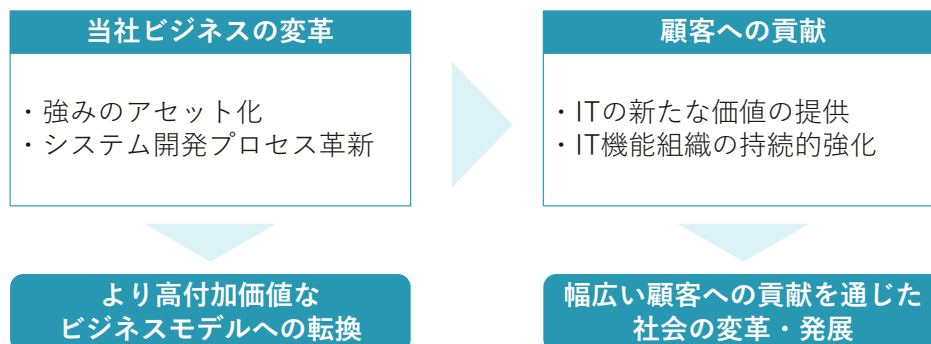 当社ビジネスの変革
・強みのアセット化
・システム開発プロセス革新
より高付加価値な
ビジネスモデルへの転換
顧客への貢献
・ITの新たな価値の提供
・IT機能組織の持続的強化
幅広い顧客への貢献を通じた
社会の変革・発展